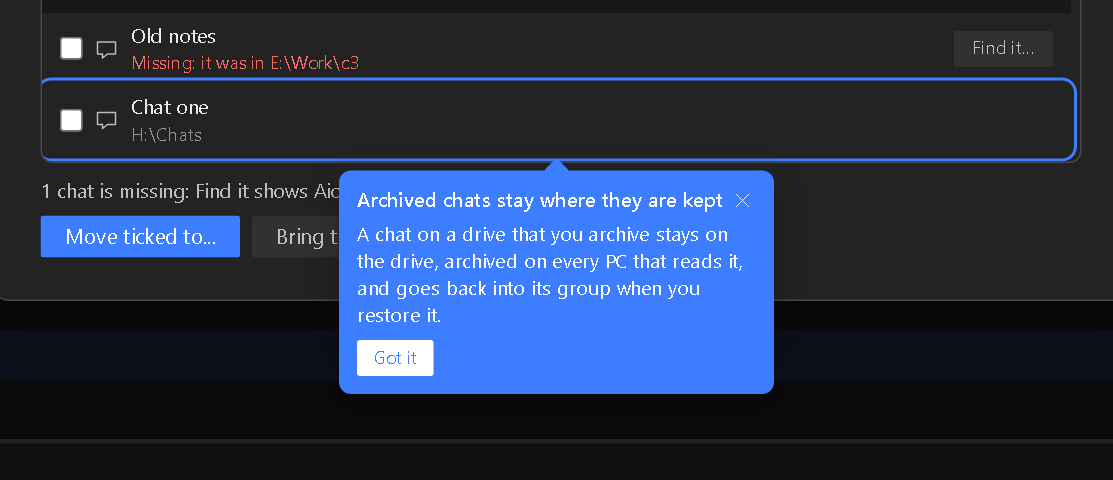 Old notes
Missing: it was in E:\Work\c3
Find it...
Chat one
H:\Chats
1 chat is missing: Find it shows
Move ticked to...
Bring
Archived chats stay where they are kept
A chat on a drive that you archive stays on
the drive, archived on every PC that reads it,
and goes back into its group when you
restore it.
Got it